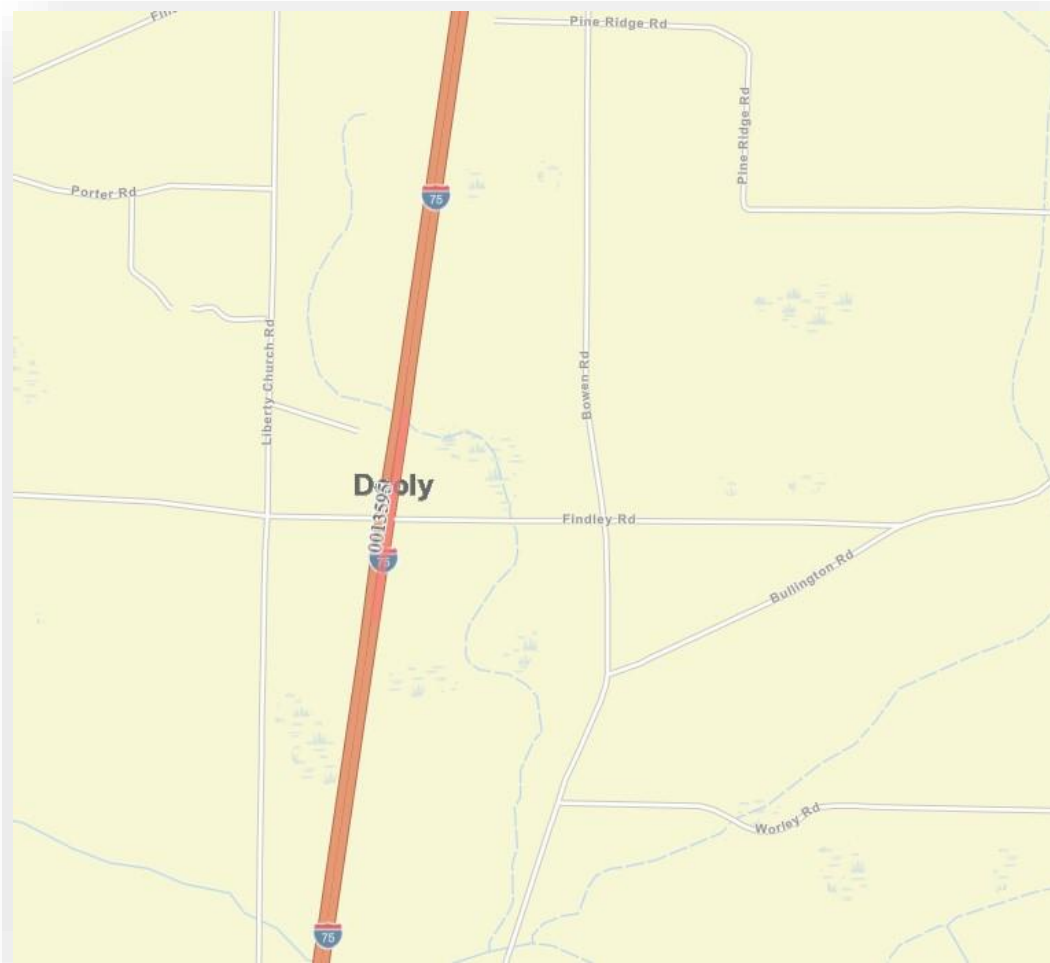 Pine Ridge Rd
Pine Ridge Rd
Porter Rd
75
Liberty Church Rd
Bowen Rd
Dooly
0013595
Findley Rd
75
Bullington Rd
Worley Rd
75